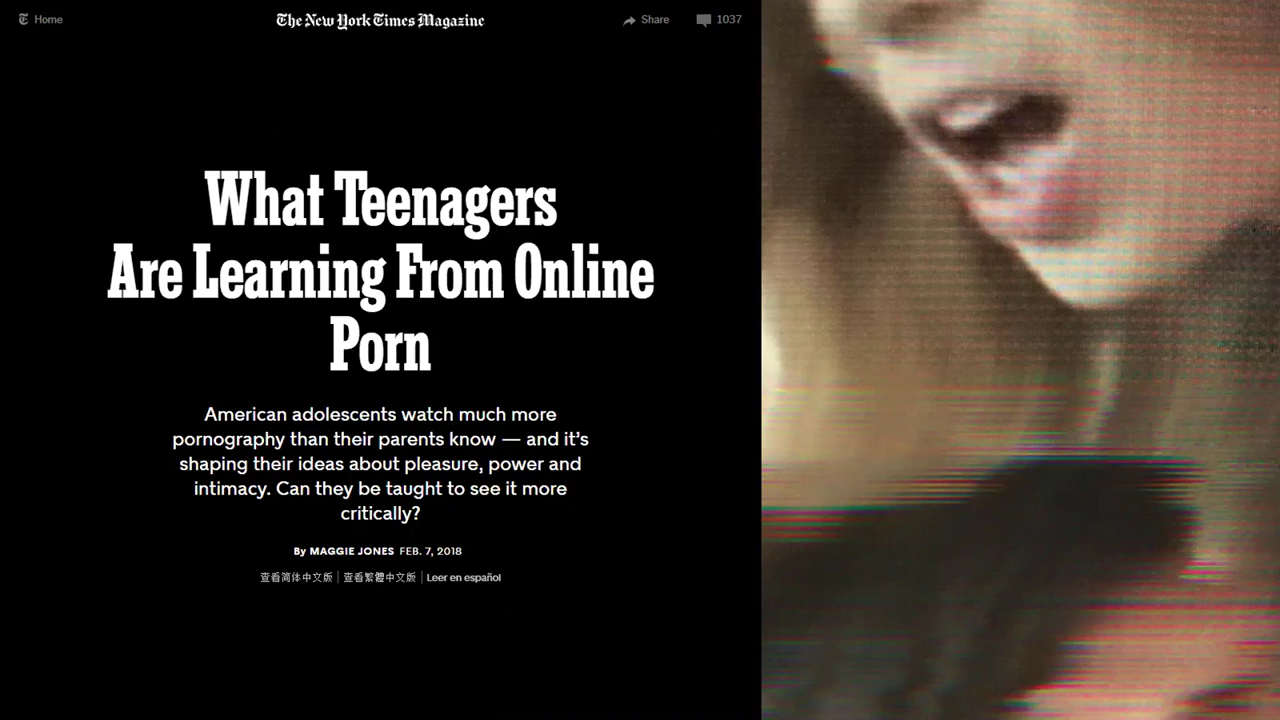 Home
The New York Times Magazine
Share
1037
What Teenagers
Are Learning From Online
Porn
American adolescents watch much more
pornography than their parents know — and it's
shaping their ideas about pleasure, power and
intimacy. Can they be taught to see it more
critically?
By MAGGIE JONES FEB. 7, 2018
查看简体中文版 | 查看繁體中文版 | Leer en español